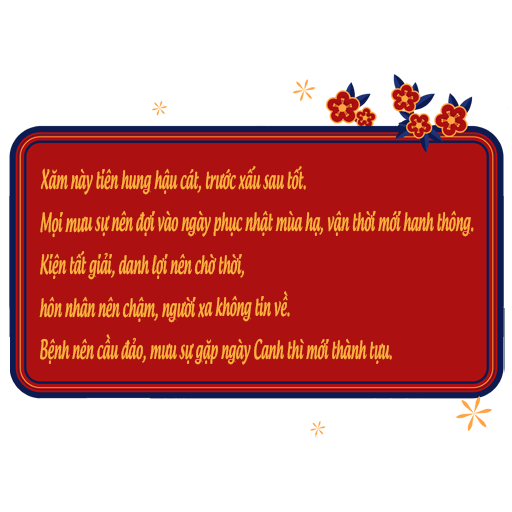 Xăm này tiên hung hậu cát, trước xấu sau tốt.
Mọi mưu sự nên đợi vào ngày phục nhật mùa hạ, vận thời mới hanh thông.
Kiện tất giải, danh lợi nên chờ thời,
hôn nhân nên chậm, người xa không tin về.
Bệnh nên cầu đảo, mưu sự gặp ngày Canh thì mới thành tựu.